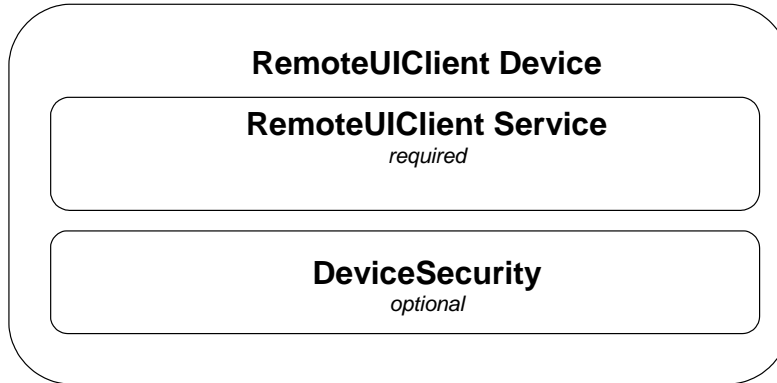 RemoteUIClient Device
RemoteUIClient Service
required
DeviceSecurity
optional